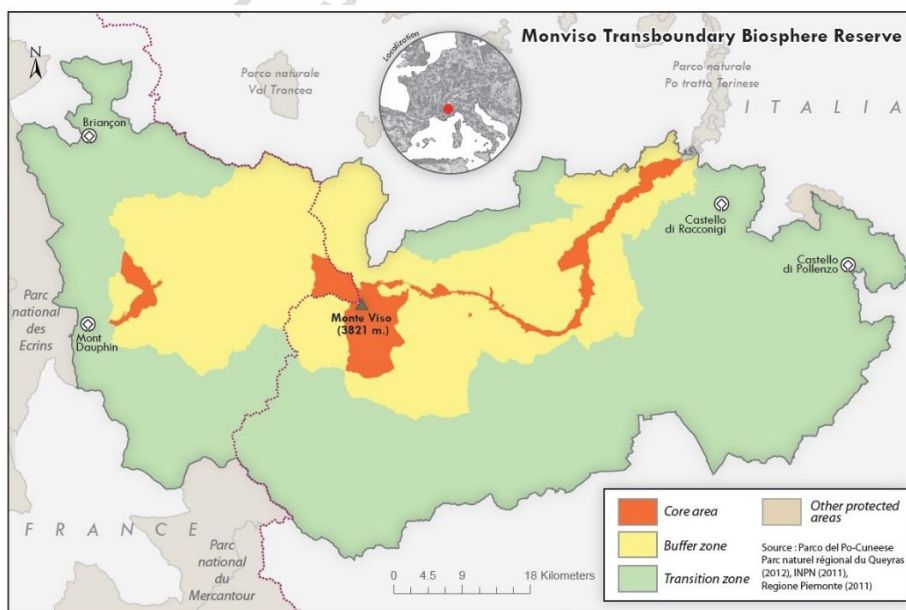 Monviso Transboundary Biosphere Reserve
N
Localization
Parco naturale
Val Troncea
Parco naturale
Po tratto Torinese
I T A L I A
Briançon
Castello
di Racconigi
Castello
di Pollenzo
Parc
national
des
Ecrins
Mont
Dauphin
Monte Viso
(3821 m.)
F R A N C E
Parc
national
du
Mercantour
0 4.5 9 18 Kilometers
Core area
Buffer zone
Transition zone
Other protected
areas
Source : Parco del Po-Cuneese
Parc naturel régional du Queyras
(2012), INPN (2011),
Regione Piemonte (2011)